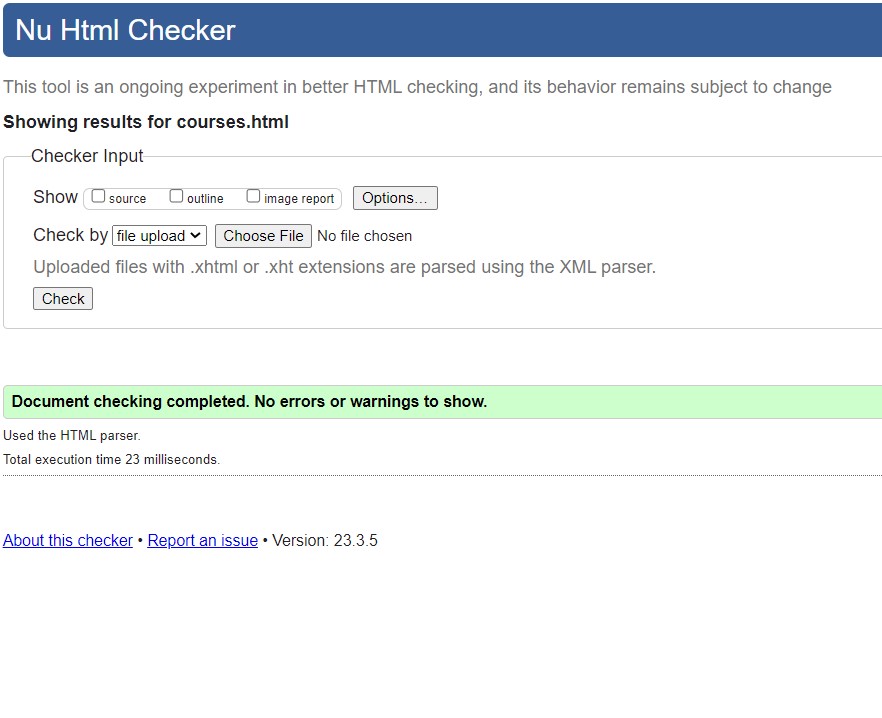 Nu Html Checker
This tool is an ongoing experiment in better HTML checking, and its behavior remains subject to change
Showing results for courses.html
Checker Input
Show source outline image report Options...
Check by file upload Choose File No file chosen
Uploaded files with .xhtml or .xht extensions are parsed using the XML parser.
Check
Document checking completed. No errors or warnings to show.
Used the HTML parser.
Total execution time 23 milliseconds.
About this checker • Report an issue • Version: 23.3.5